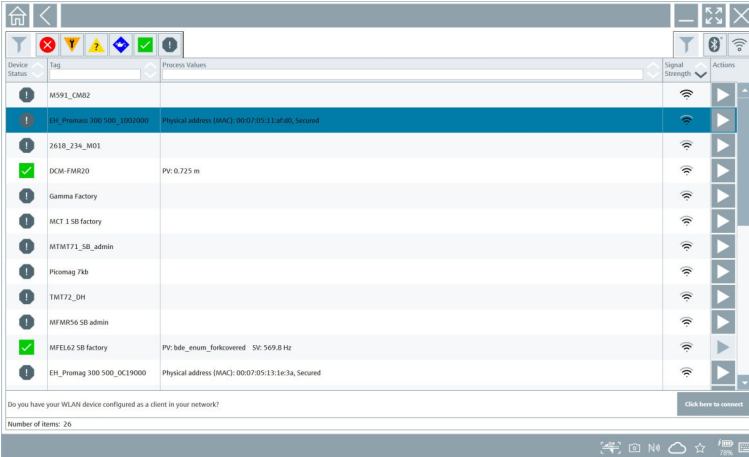 Device Status
Tag
Process Values
Signal Strength
Actions
M591_CM82
EH_Promass 300 500_1002000 Physical address (MAC): 00:07:05:11:af:d0, Secured
2618_234_M01
DCM-FMR20 PV: 0.725 m
Gamma Factory
MCT 1 SB factory
MTMT71_SB_admin
Picomag 7kb
TMT72_DH
MFMR56 SB admin
MFEL62 SB factory PV: bde_enum_forkcovered SV: 569.8 Hz
EH_Promag 300 500_0C19000 Physical address (MAC): 00:07:05:13:1e:3a, Secured
Do you have your WLAN device configured as a client in your network? Click here to connect
Number of items: 26
78%